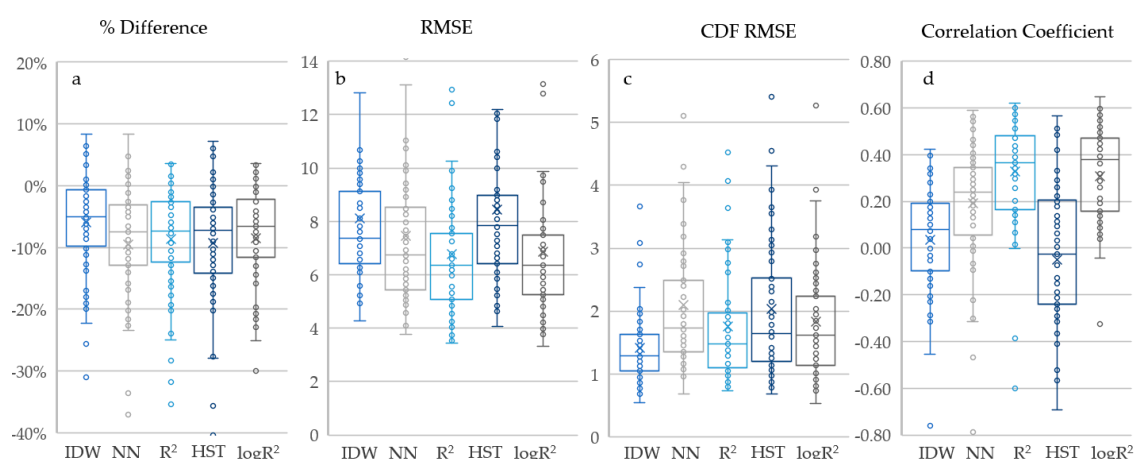 % Difference
RMSE
CDF RMSE
Correlation Coefficient
a
20%
10%
0%
-10%
-20%
-30%
-40%
IDW NN R² HST logR²
b
14
12
10
8
6
4
2
0
IDW NN R² HST logR²
c
6
5
4
3
2
1
0
IDW NN R² HST logR²
d
0.80
0.60
0.40
0.20
0.00
-0.20
-0.40
-0.60
-0.80
IDW NN R² HST logR²